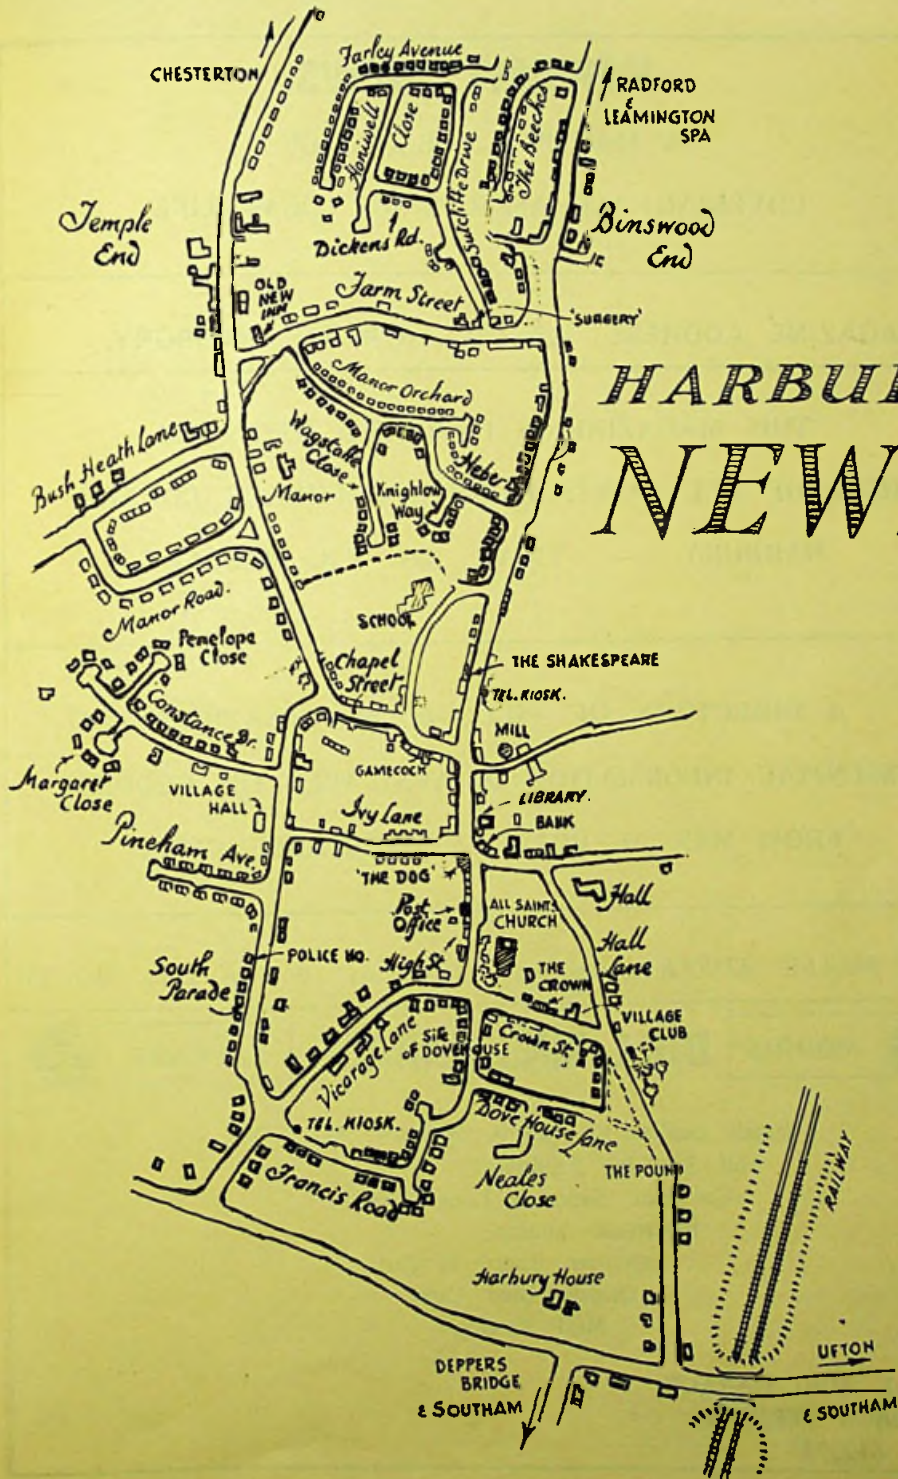 CHESTERTON
Farley Avenue
RADFORD
&
LEAMINGTON
SPA
Honiwell
Close
Sutcliffe Drive
The Beeches
Temple
End
Dickens Rd.
Binswood
End
OLD
NEW
INN
Farm Street
'SURGERY'
Manor Orchard
HARBU
NEW
Bush Heath Lane
Wagstaffe
Close
Heber
Manor
Knightlow
Way
Manor Road.
SCHOOL
Penelope
Close
Chapel
Street
THE SHAKESPEARE
TEL. KIOSK.
Constance Dr.
MILL
GAMECOCK
Margaret
Close
VILLAGE
HALL
LIBRARY.
Ivy Lane
BANK
Pineham Ave.
'THE DOG'
Hall
Post
Office
ALL SAINTS
CHURCH
Hall
Lane
POLICE HO.
High St.
South
Parade
THE
CROWN
VILLAGE
CLUB
Vicarage Lane
Site
of DOVEHOUSE
Crown St.
TEL. KIOSK.
Dove House Lane
Francis Road
Neales
Close
THE POUND
RAILWAY
Harbury House
DEPPERS
BRIDGE
& SOUTHAM
UFTON
& SOUTHAM